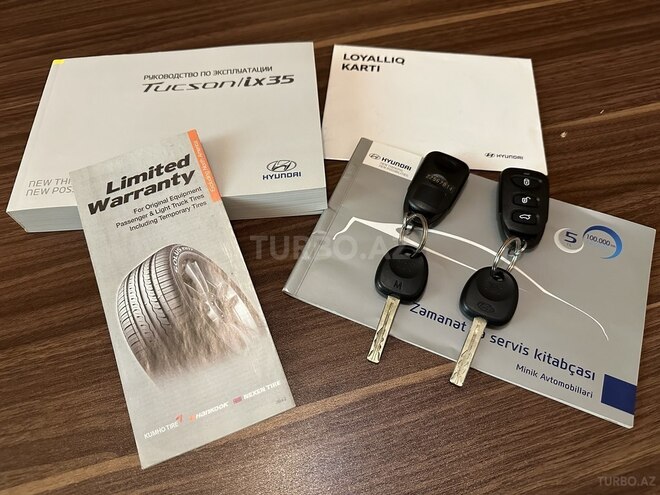 РУКОВОДСТВО ПО ЭКСПЛУАТАЦИИ
Tucson/ix35
HYUNDAI
NEW
NEW
LOYALLIQ
KARTI
HYUNDAI
Limited
Warranty
For Original Equipment
Passenger & Light Truck Tires
Including Temporary Tires
KUMHO TIRE
HANKOOK
NEXEN TIRE
HYUNDAI
5
100.000
M
Zəmanət və servis kitabçası
Minik Avtomobilləri
TURBO.AZ
TURBO.AZ